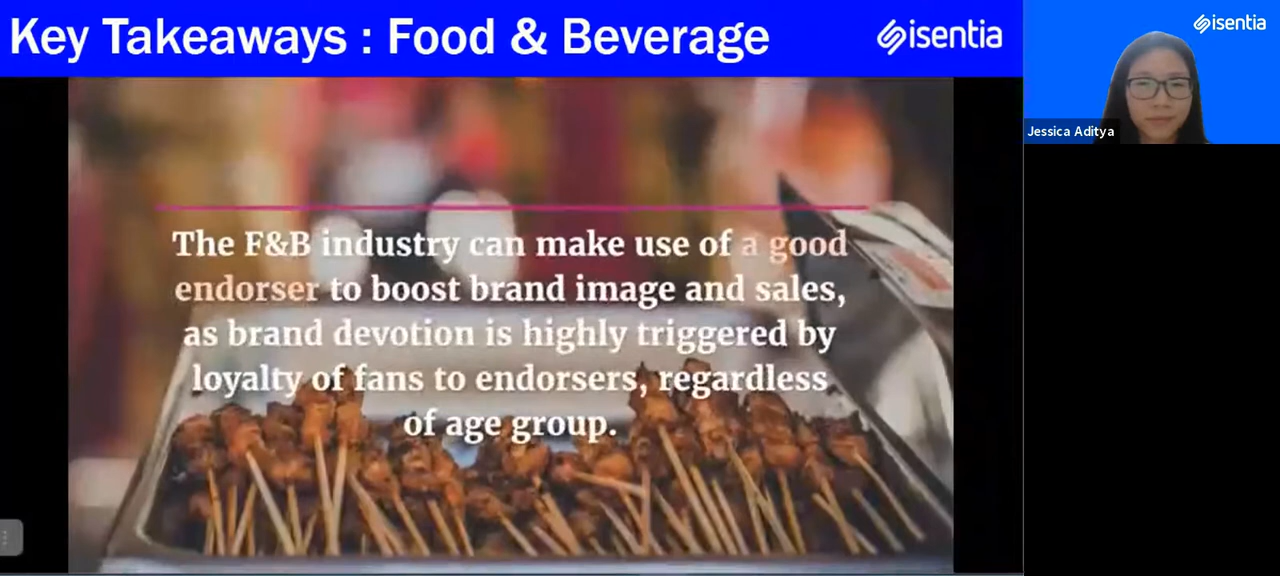 Key Takeaways : Food & Beverage
isentia
isentia
Jessica Aditya
The F&B industry can make use of a good
endorser to boost brand image and sales,
as brand devotion is highly triggered by
loyalty of fans to endorsers, regardless
of age group.